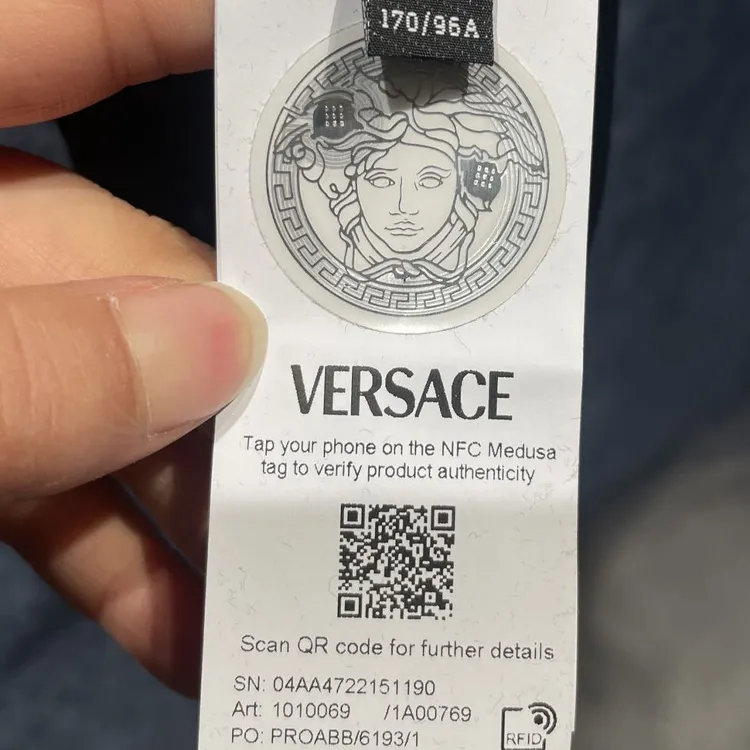 170/96A
VERSACE
Tap your phone on the NFC Medusa
tag to verify product authenticity
Scan QR code for further details
SN: 04AA4722151190
Art: 1010069 /1A00769
PO: PROABB/6193/1
RFID